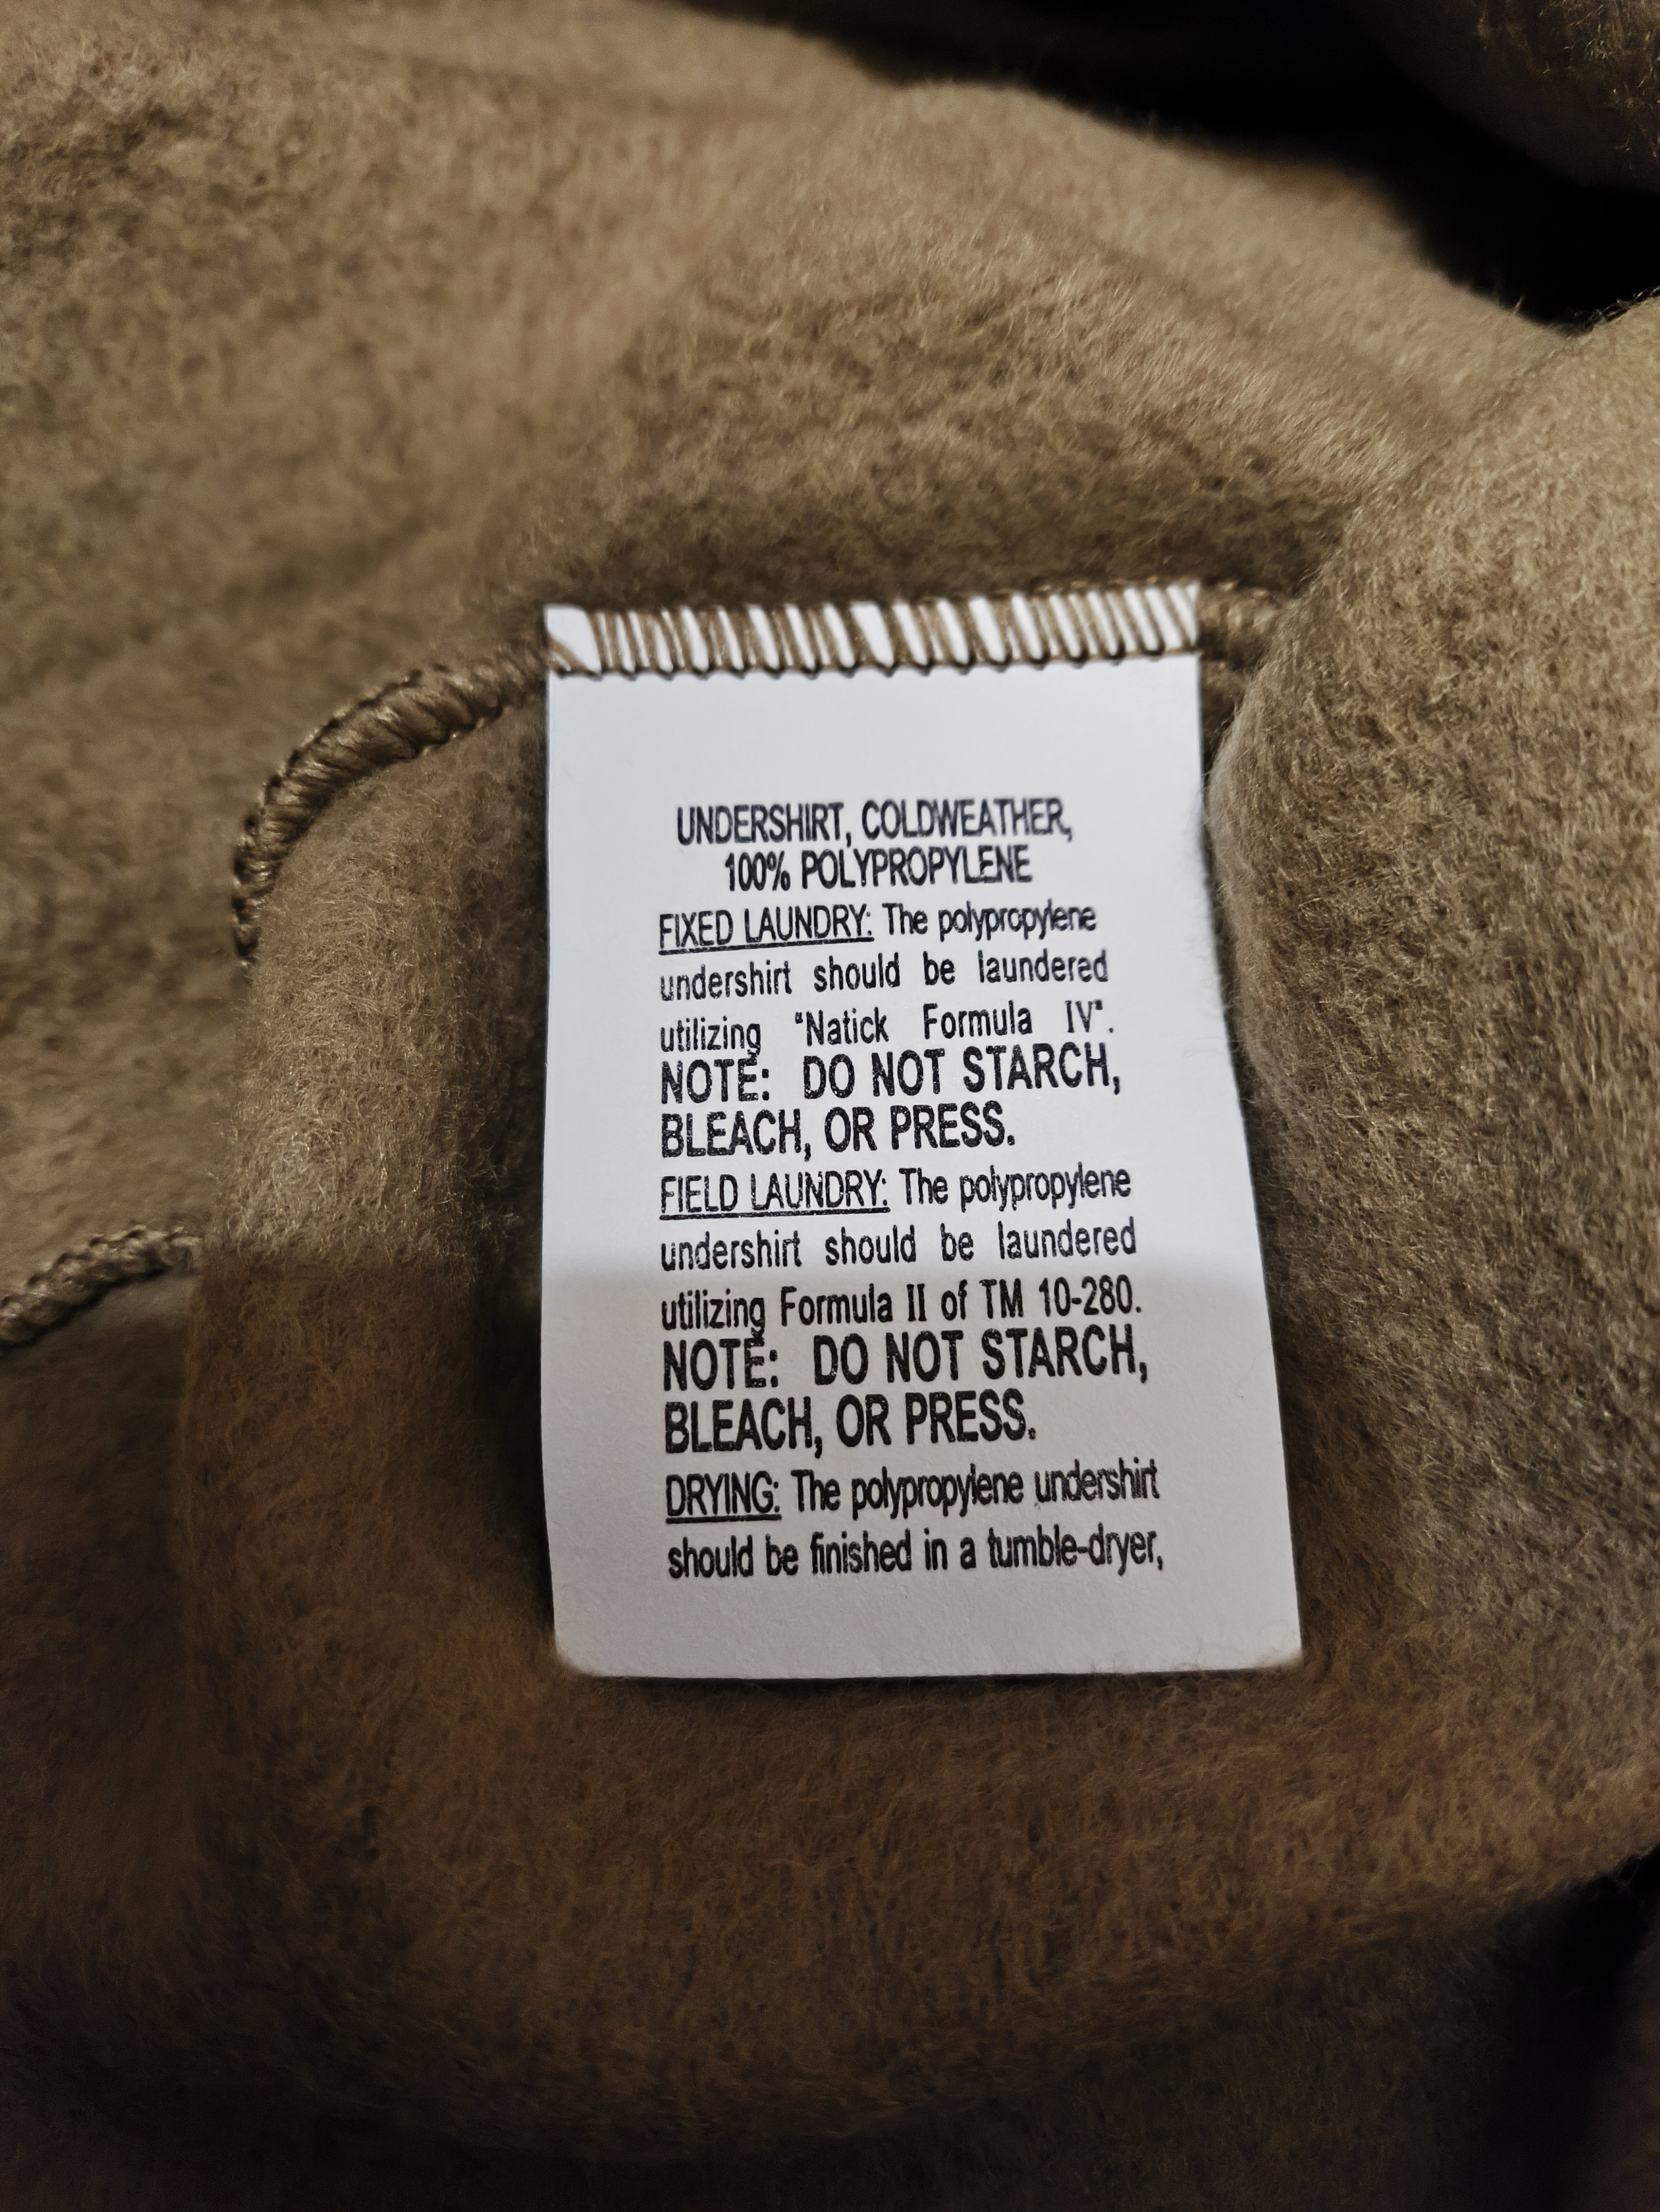 UNDERSHIRT, COLDWEATHER,
100% POLYPROPYLENE
FIXED LAUNDRY: The polypropylene
undershirt should be laundered
utilizing "Natick Formula IV".
NOTE: DO NOT STARCH,
BLEACH, OR PRESS.
FIELD LAUNDRY: The polypropylene
undershirt should be laundered
utilizing Formula II of TM 10-280.
NOTE: DO NOT STARCH,
BLEACH, OR PRESS.
DRYING: The polypropylene undershirt
should be finished in a tumble-dryer,